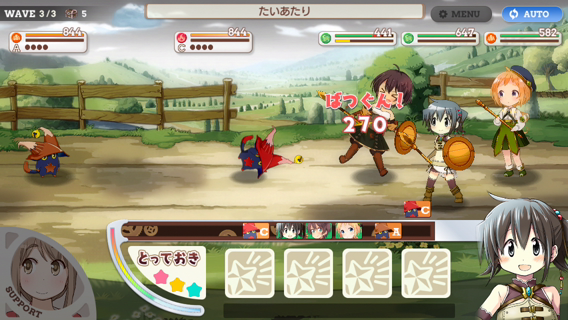 WAVE 3/3 5
たいあたり
MENU
AUTO
844
A
844
C
441
647
582
ばつぐん!
270
C
C
A
とっておき
SUPPORT